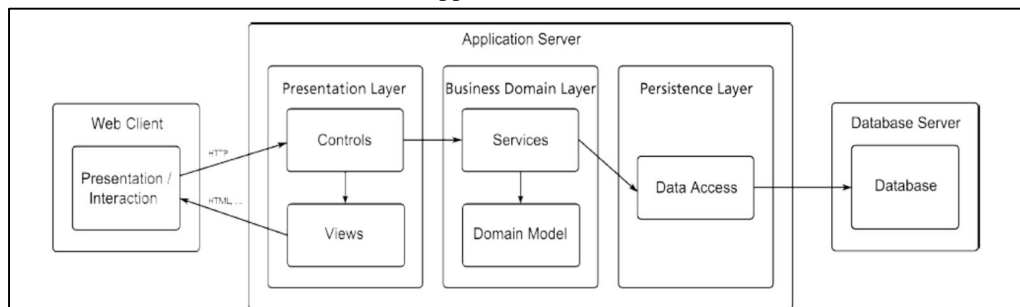 Application Server
Presentation Layer
Business Domain Layer
Persistence Layer
Web Client
Database Server
Controls
Services
HTTP
Presentation /
Interaction
Data Access
Database
HTML, ...
Views
Domain Model